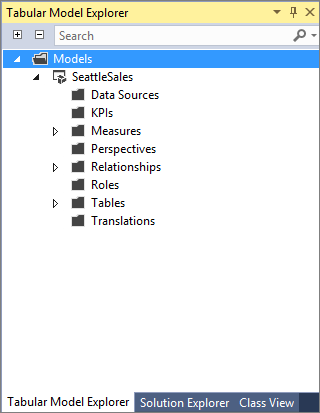 Tabular Model Explorer
Search
Models
SeattleSales
Data Sources
KPIs
Measures
Perspectives
Relationships
Roles
Tables
Translations
Tabular Model Explorer Solution Explorer Class View